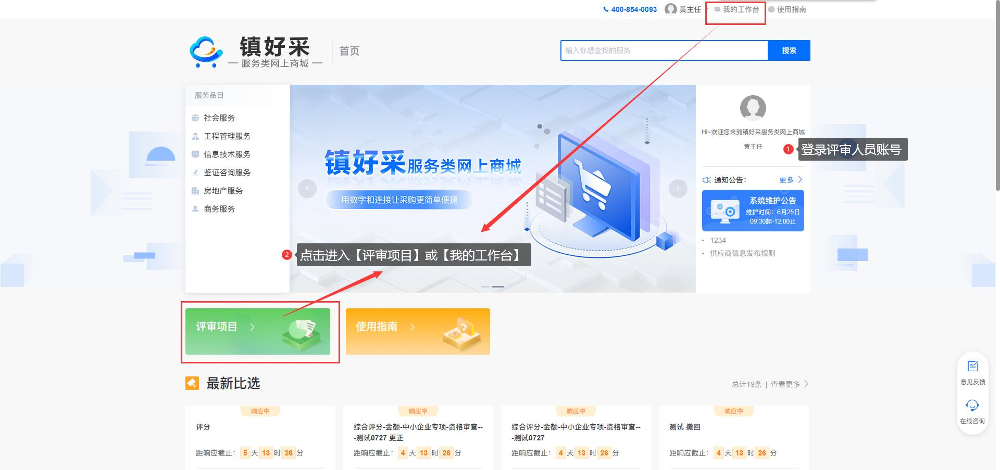 400-854-0093 黄主任 我的工作台 使用指南
镇好采
服务类网上商城
首页
输入你想查找的服务
搜索
服务品目
社会服务
工程管理服务
信息技术服务
鉴证咨询服务
房地产服务
商务服务
镇好采服务类网上商城
用数字和连接让采购更简单便捷
Hi~欢迎您来到镇好采服务类网上商城
黄主任
1 登录评审人员账号
通知公告： 更多
系统维护公告
维护时间：6月25日
09:30起-12:00止
1234
供应商信息发布规则
2 点击进入【评审项目】或【我的工作台】
评审项目
使用指南
最新比选
总计19条 | 查看更多
响应中
评分
距响应截止： 5 天 13 时 26 分
响应中
综合评分-金额-中小企业专项-资格审查--
-测试0727 更正
距响应截止： 4 天 13 时 26 分
响应中
综合评分-金额-中小企业专项-资格审查--
-测试0727
距响应截止： 4 天 13 时 26 分
响应中
测试 撤回
距响应截止： 4 天 13 时 26 分
意见反馈
在线咨询